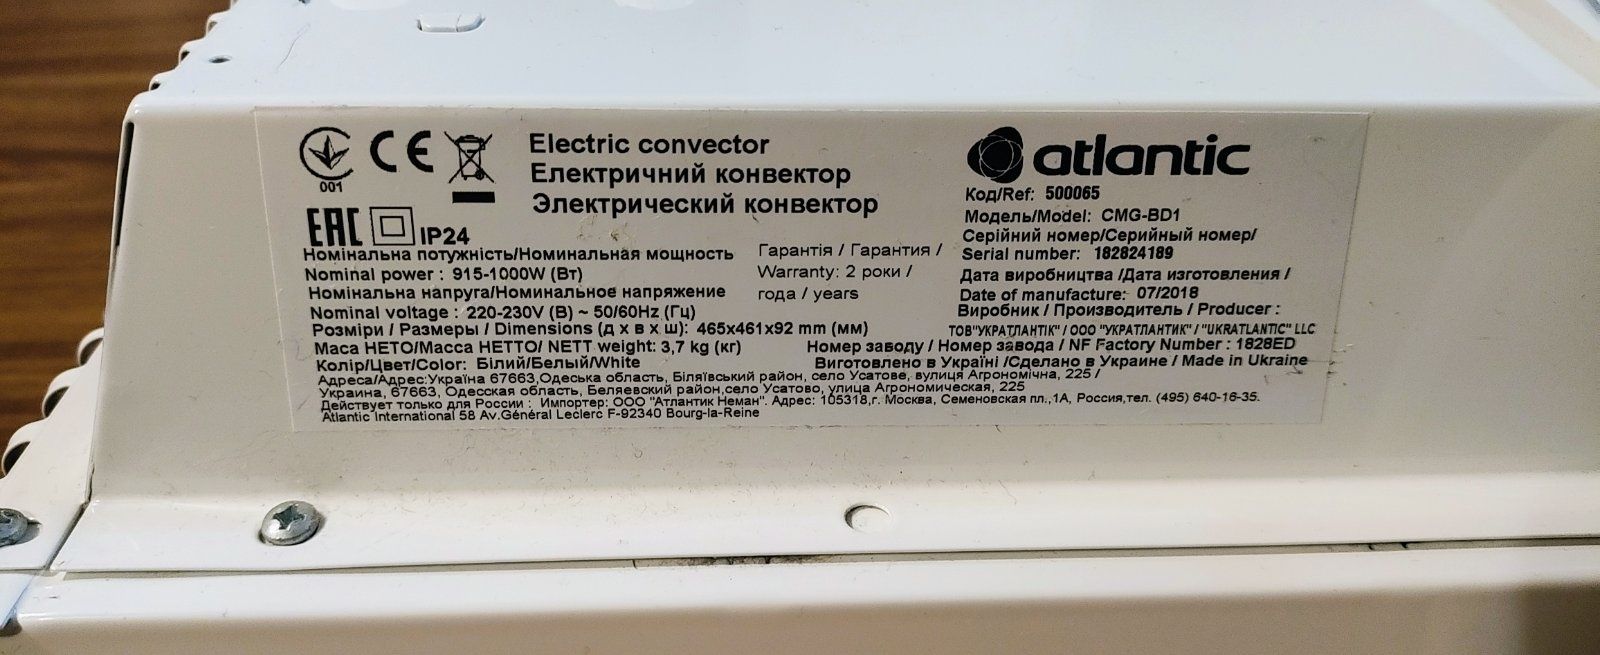 001
CE
EAC
IP24
Electric convector
Електричний конвектор
Электрический конвектор
atlantic
Код/Ref: 500065
Модель/Model: CMG-BD1
Серійний номер/Серийный номер/
Serial number: 182824189
Номінальна потужність/Номинальная мощность
Nominal power : 915-1000W (Вт)
Номінальна напруга/Номинальное напряжение
Nominal voltage : 220-230V (В) ~ 50/60Hz (Гц)
Гарантія / Гарантия /
Warranty: 2 роки /
года / years
Дата виробництва /Дата изготовления /
Date of manufacture: 07/2018
Виробник / Производитель / Producer :
Розміри / Размеры / Dimensions (д x в x ш): 465x461x92 mm (мм)
ТОВ"УКРАТЛАНТІК" / ООО "УКРАТЛАНТИК" / "UKRATLANTIC" LLC
Маса НЕТО/Масса НЕТТО/ NETT weight: 3,7 kg (кг)
Номер заводу / Номер завода / NF Factory Number : 1828ED
Колір/Цвет/Color: Білий/Белый/White
Виготовлено в Україні /Сделано в Украине / Made in Ukraine
Адреса/Адрес:Україна 67663,Одеська область, Біляївський район, село Усатове, вулиця Агрономічна, 225 /
Украина, 67663, Одесская область, Беляевский район,село Усатово, улица Агрономическая, 225
Действует только для России : Импортер: ООО "Атлантик Неман". Адрес: 105318,г. Москва, Семеновская пл.,1А, Россия,тел. (495) 640-16-35.
Atlantic International 58 Av.Général Leclerc F-92340 Bourg-la-Reine